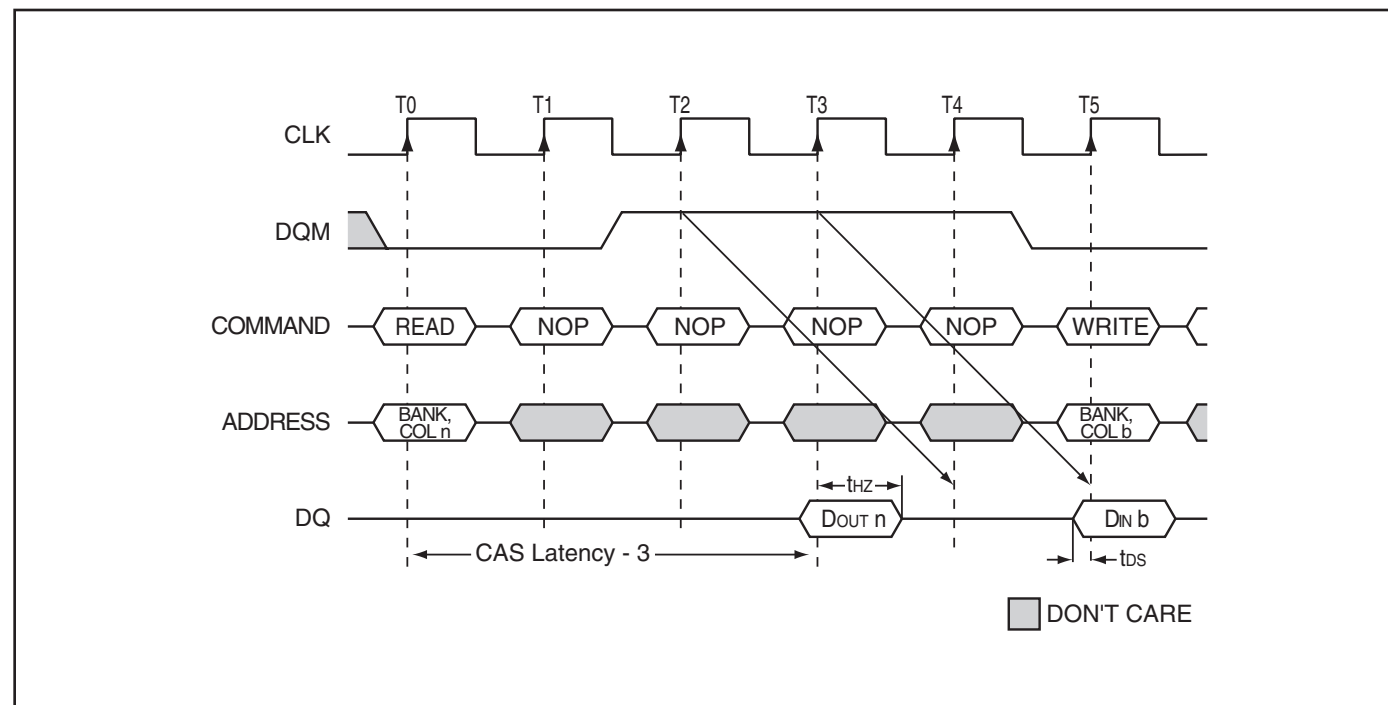 T0 T1 T2 T3 T4 T5
CLK
DQM
COMMAND READ NOP NOP NOP NOP WRITE
ADDRESS BANK, COL n BANK, COL b
tHZ
DQ DOUT n DIN b
CAS Latency - 3 tDS
DON'T CARE